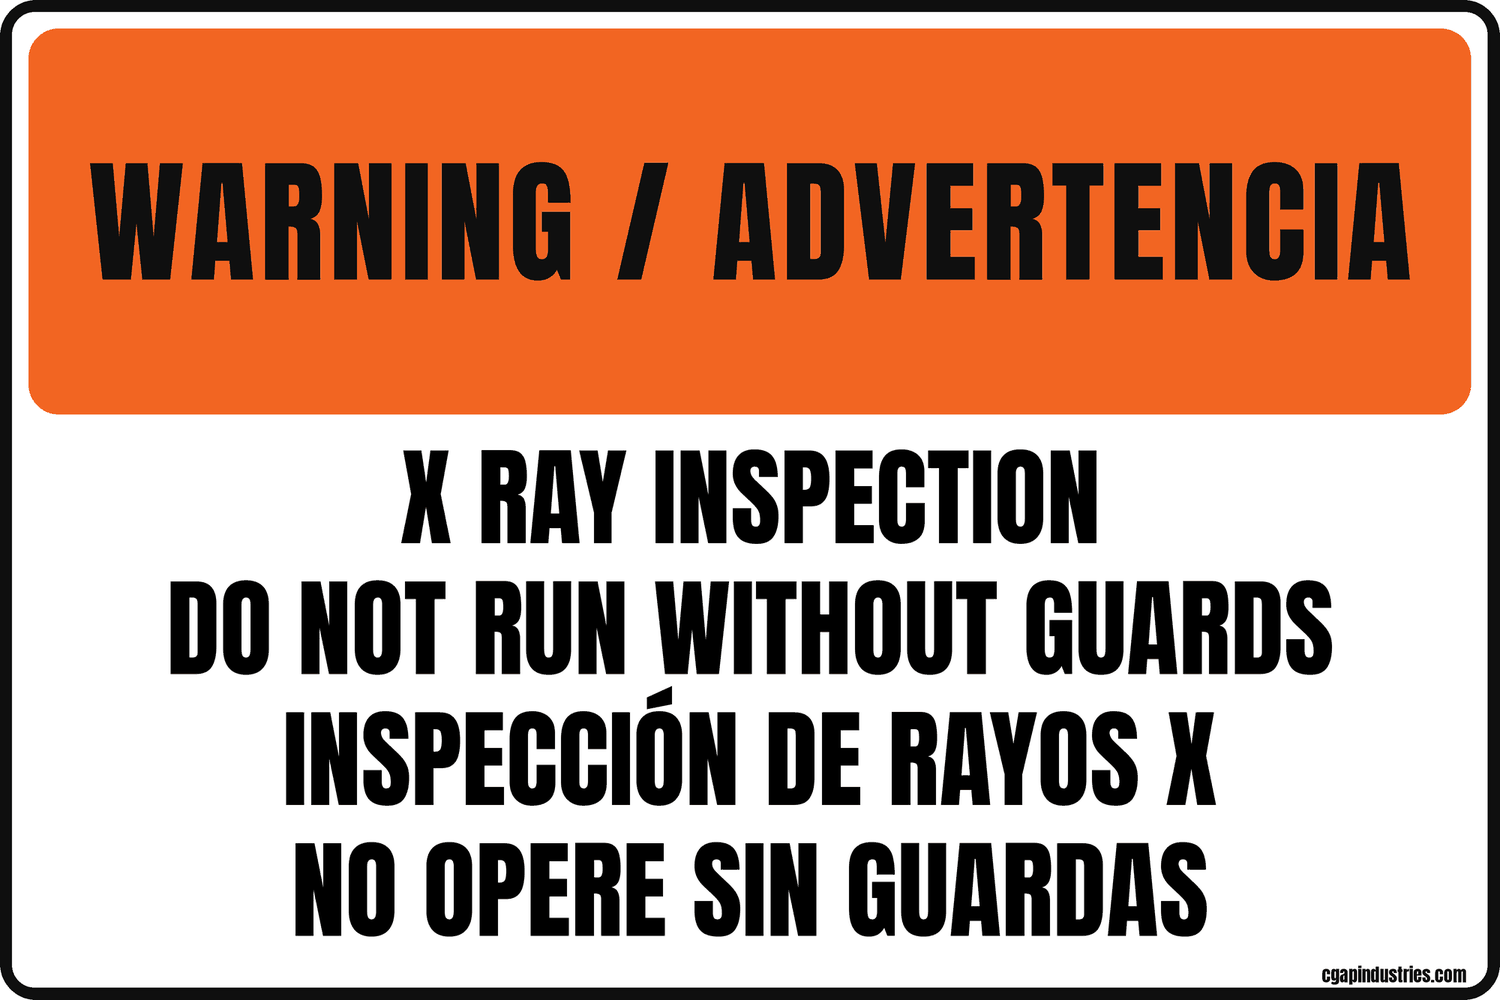 WARNING / ADVERTENCIA
X RAY INSPECTION
DO NOT RUN WITHOUT GUARDS
INSPECCIÓN DE RAYOS X
NO OPERE SIN GUARDAS
cgapindustries.com